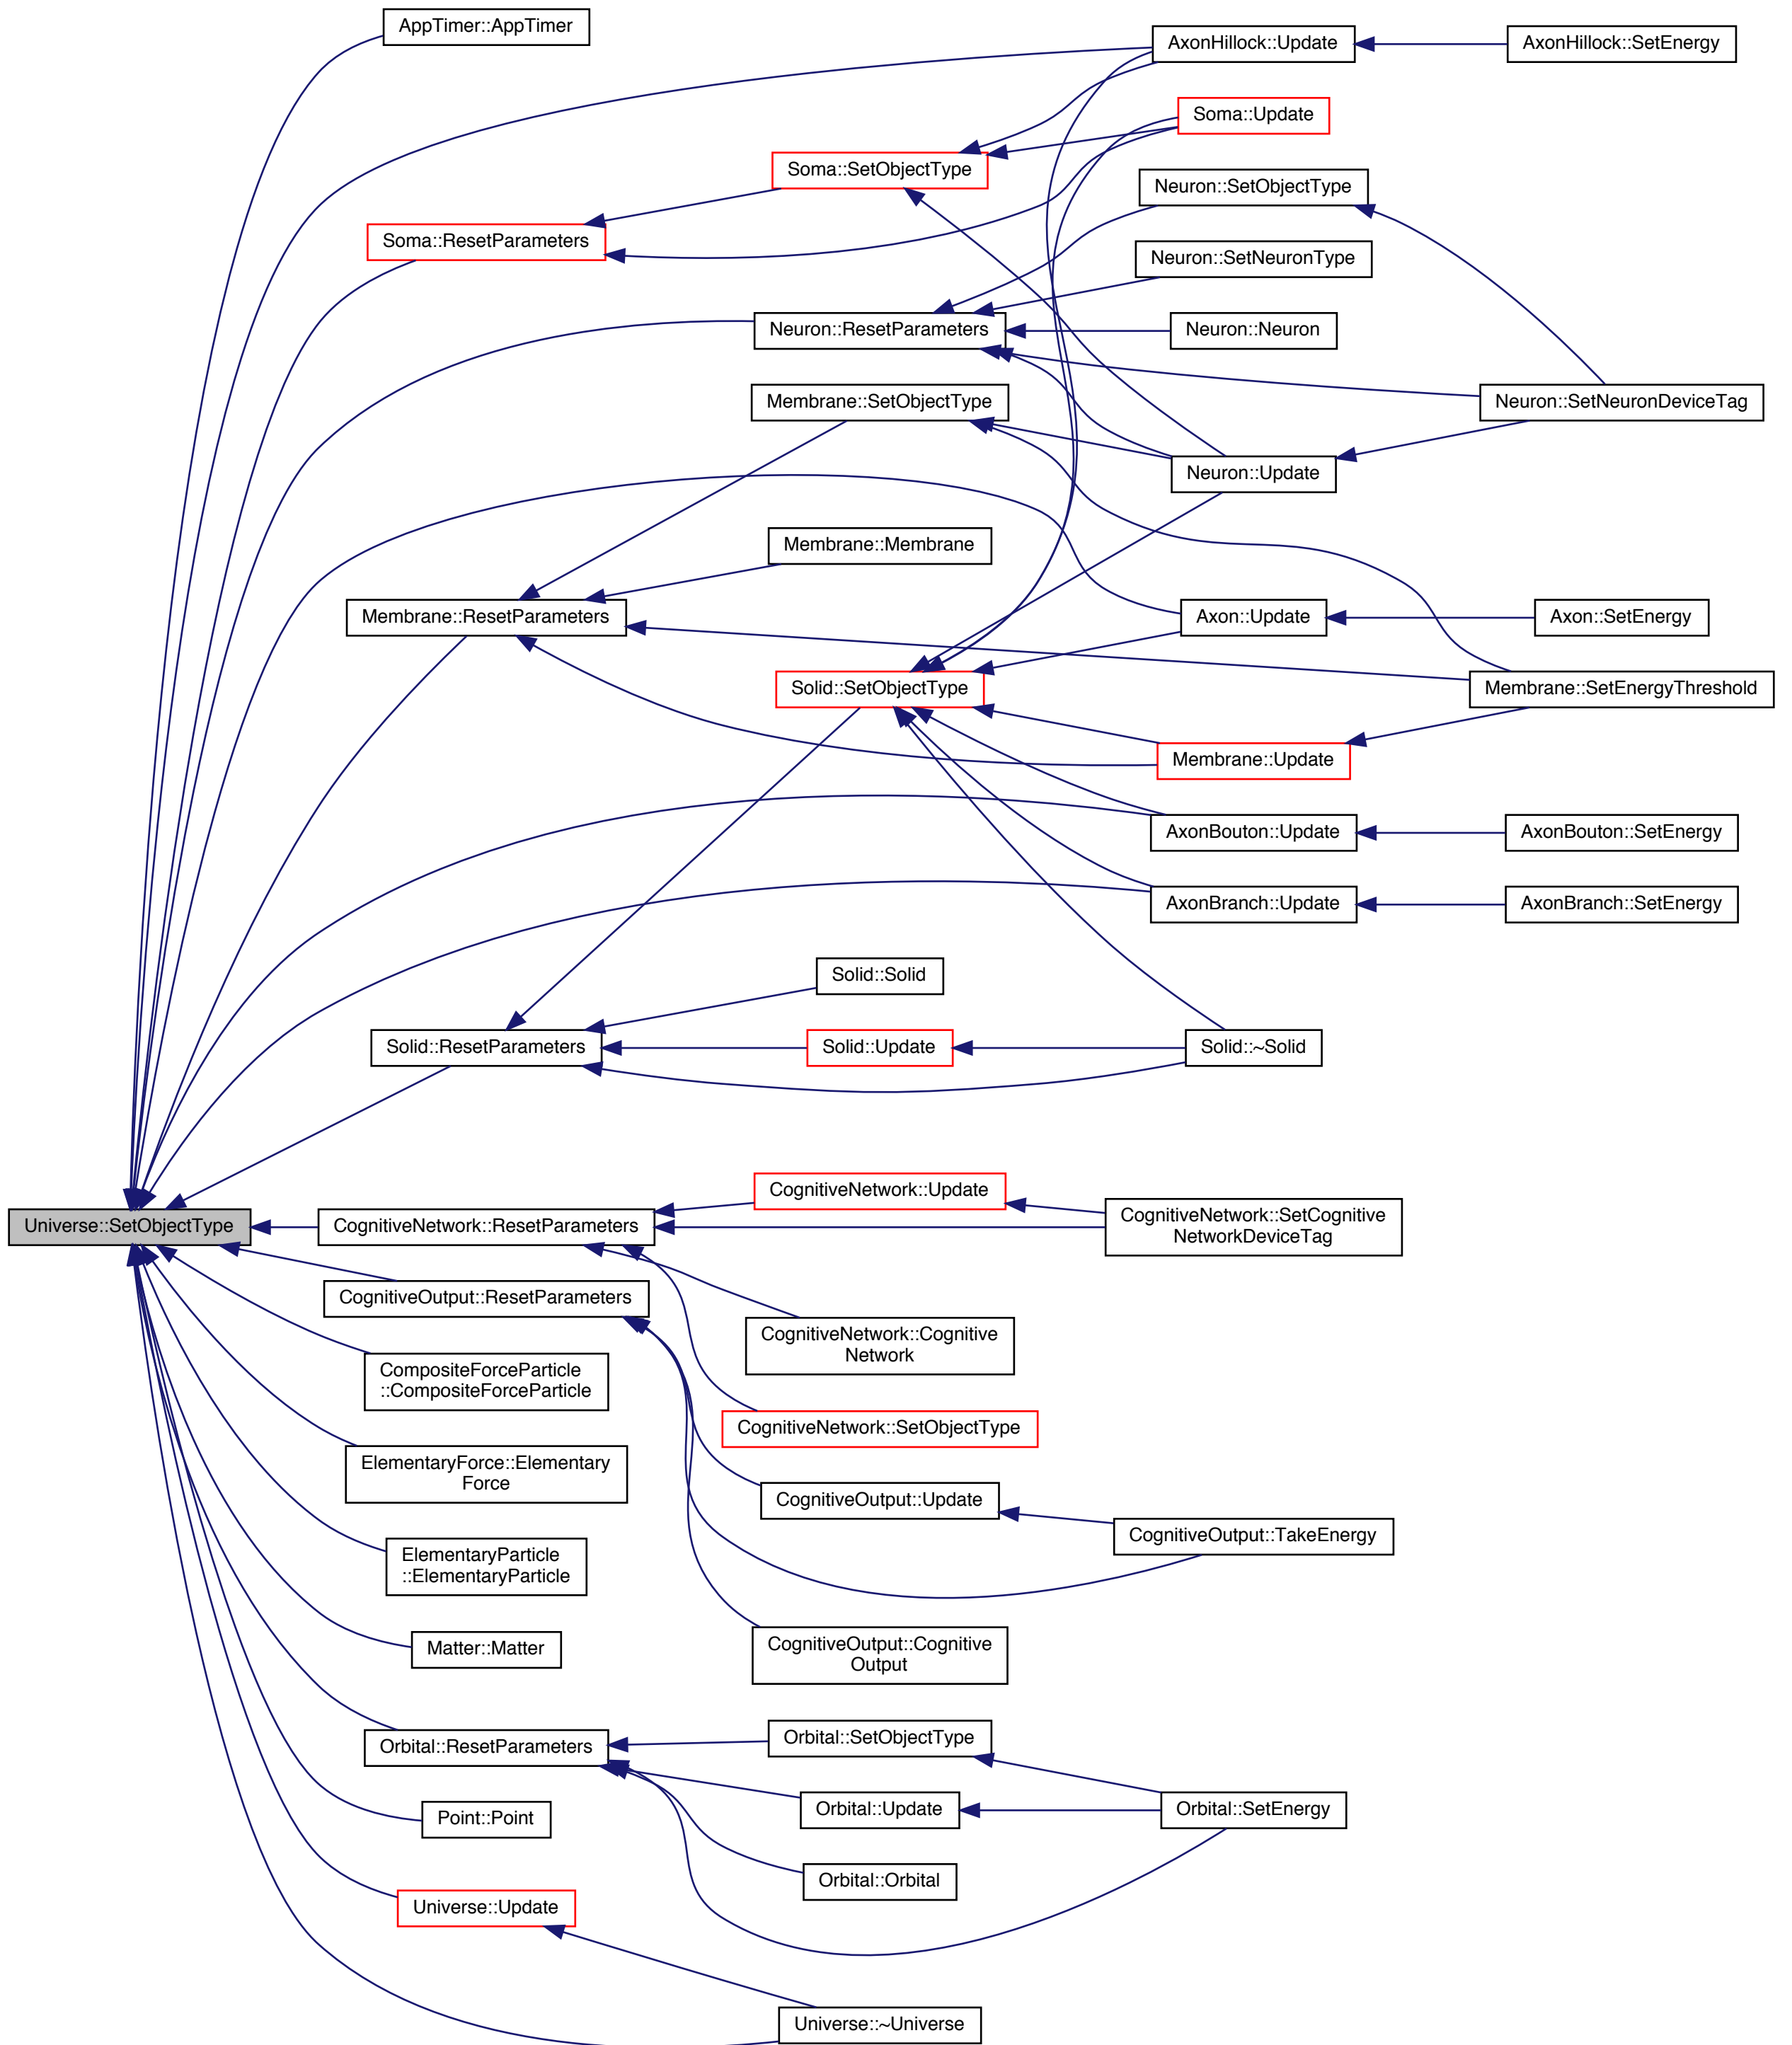 AppTimer::AppTimer
AxonHillock::Update
AxonHillock::SetEnergy
Soma::Update
Soma::SetObjectType
Neuron::SetObjectType
Soma::ResetParameters
Neuron::SetNeuronType
Neuron::ResetParameters
Neuron::Neuron
Membrane::SetObjectType
Neuron::SetNeuronDeviceTag
Neuron::Update
Membrane::Membrane
Membrane::ResetParameters
Axon::Update
Axon::SetEnergy
Solid::SetObjectType
Membrane::SetEnergyThreshold
Membrane::Update
AxonBouton::Update
AxonBouton::SetEnergy
AxonBranch::Update
AxonBranch::SetEnergy
Solid::Solid
Solid::ResetParameters
Solid::Update
Solid::~Solid
CognitiveNetwork::Update
Universe::SetObjectType
CognitiveNetwork::ResetParameters
CognitiveNetwork::SetCognitive
NetworkDeviceTag
CognitiveOutput::ResetParameters
CognitiveNetwork::Cognitive
Network
CompositeForceParticle
::CompositeForceParticle
CognitiveNetwork::SetObjectType
ElementaryForce::Elementary
Force
CognitiveOutput::Update
CognitiveOutput::TakeEnergy
ElementaryParticle
::ElementaryParticle
Matter::Matter
CognitiveOutput::Cognitive
Output
Orbital::ResetParameters
Orbital::SetObjectType
Point::Point
Orbital::Update
Orbital::SetEnergy
Orbital::Orbital
Universe::Update
Universe::~Universe